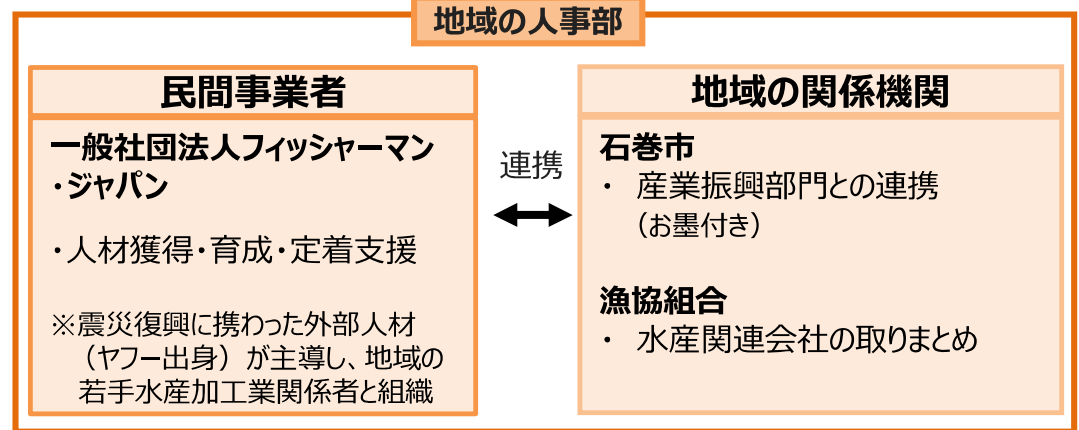 地域の人事部
民間事業者
一般社団法人フィッシャーマン
・ジャパン
・人材獲得・育成・定着支援
※震災復興に携わった外部人材
（ヤフー出身）が主導し、地域の
若手水産加工業関係者と組織
連携
地域の関係機関
石巻市
・ 産業振興部門との連携
（お墨付き）
漁協組合
・ 水産関連会社の取りまとめ